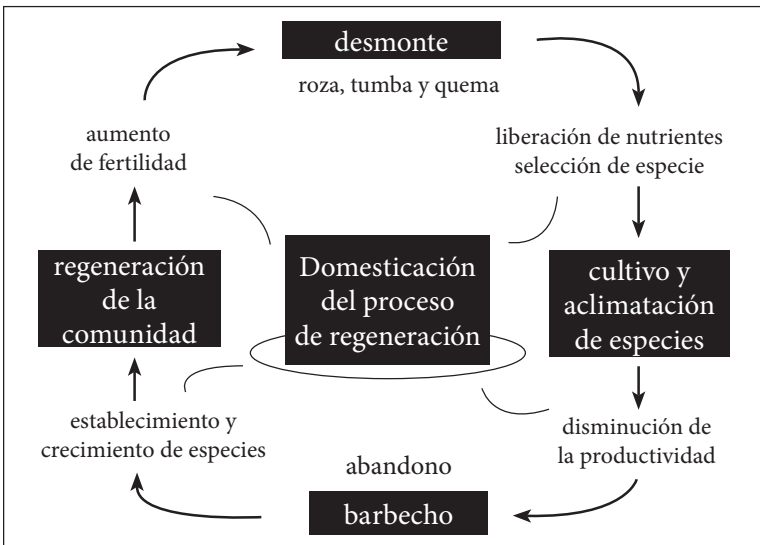 desmonte
roza, tumba y quema
aumento
de fertilidad
liberación de nutrientes
selección de especie
regeneración
de la
comunidad
Domesticación
del proceso
de regeneración
cultivo y
aclimatación
de especies
establecimiento y
crecimiento de especies
disminución de
la productividad
abandono
barbecho